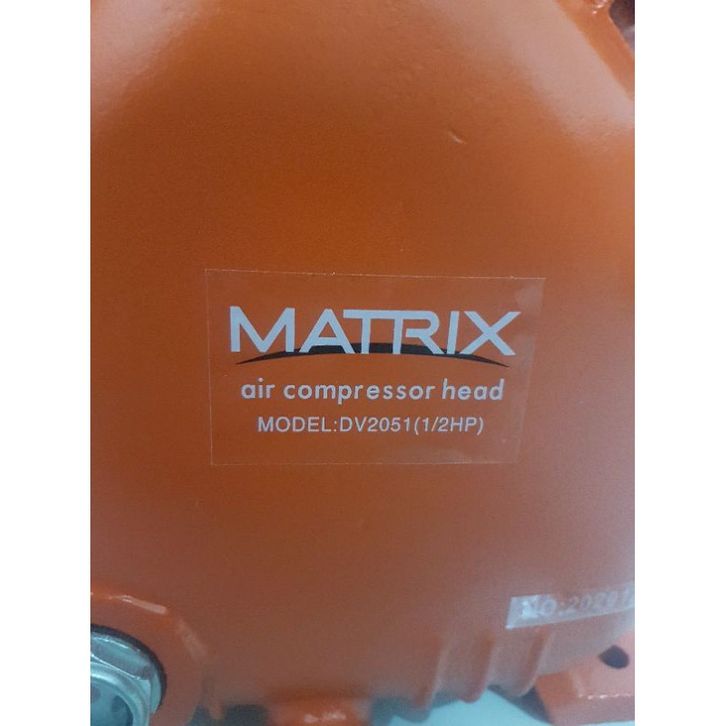 MATRIX
air compressor head
MODEL:DV2051(1/2HP)